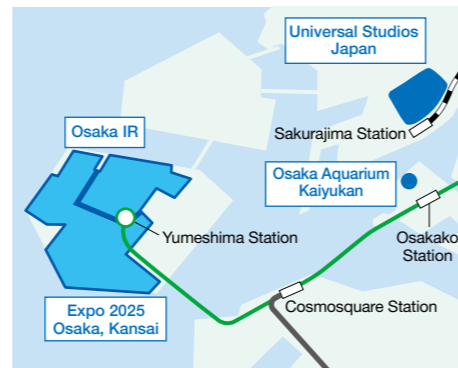 Universal Studios
Japan
Osaka IR
Sakurajima Station
Osaka Aquarium
Kaiyukan
Yumeshima Station
Osakako
Station
Expo 2025
Osaka, Kansai
Cosmosquare Station